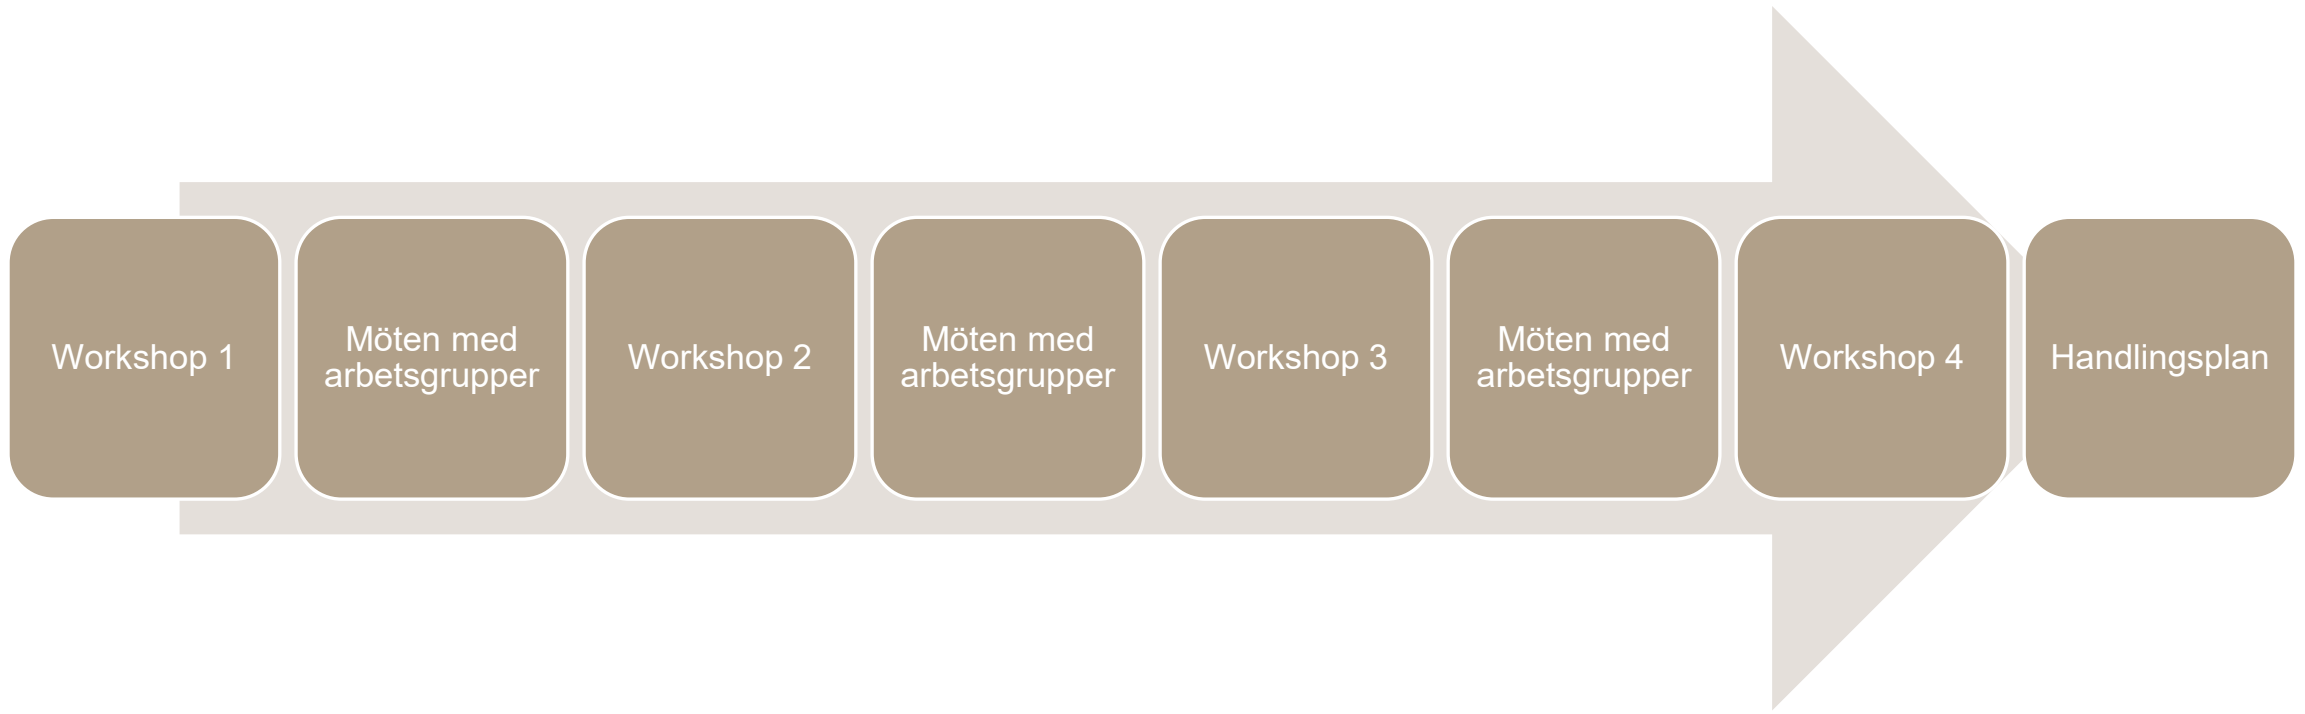 Workshop 1
Möten med
arbetsgrupper
Workshop 2
Möten med
arbetsgrupper
Workshop 3
Möten med
arbetsgrupper
Workshop 4
Handlingsplan